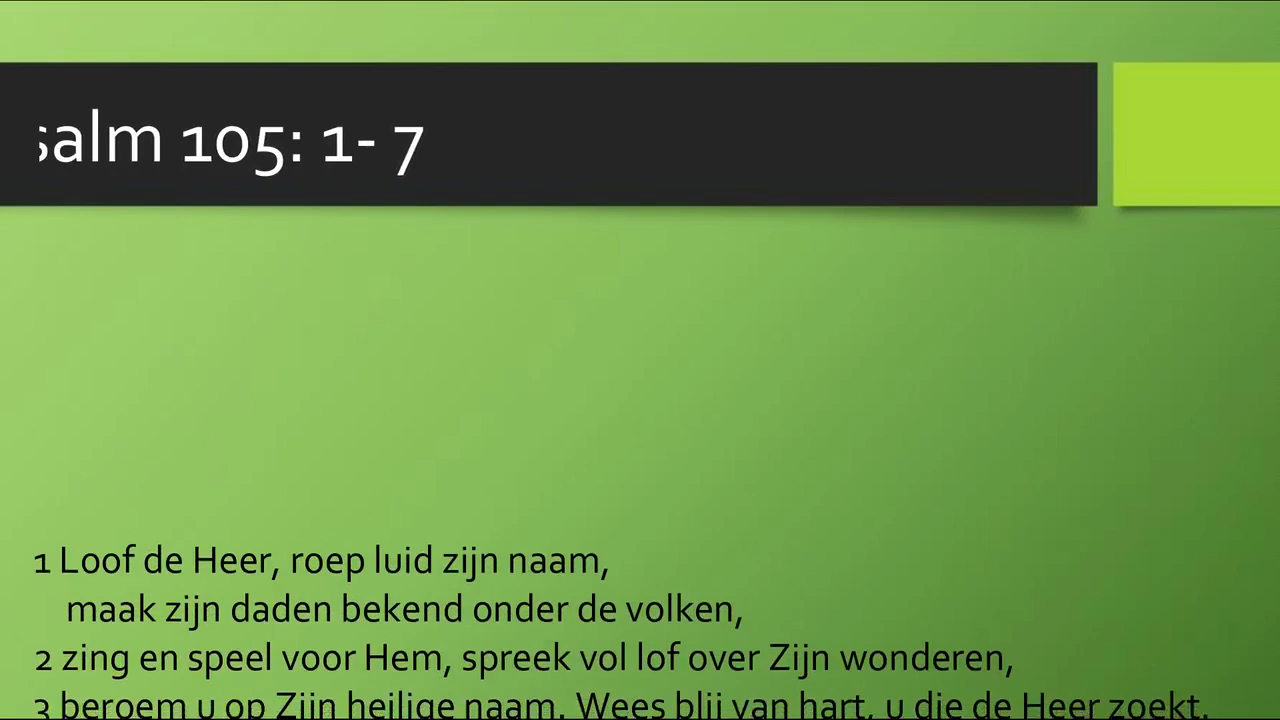 salm 105: 1- 7
1 Loof de Heer, roep luid zijn naam,
maak zijn daden bekend onder de volken,
2 zing en speel voor Hem, spreek vol lof over Zijn wonderen,
3 beroem u op Zijn heilige naam. Wees blij van hart, u die de Heer zoekt.